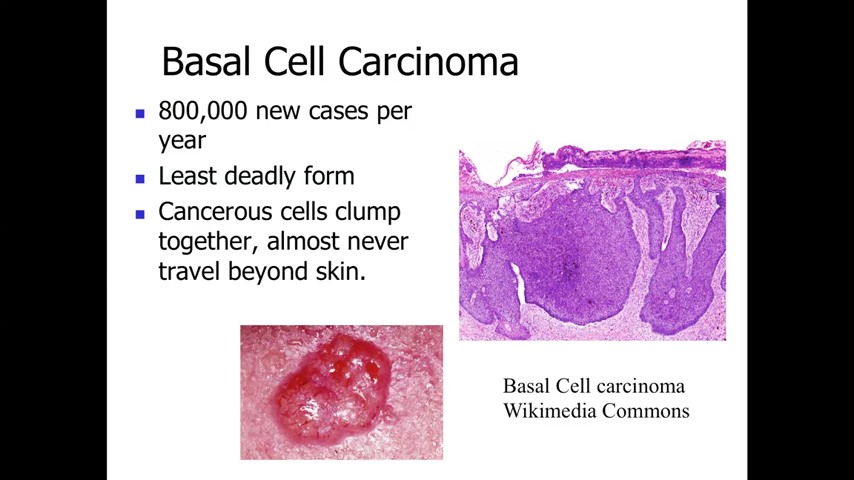 Basal Cell Carcinoma
800,000 new cases per
year
Least deadly form
Cancerous cells clump
together, almost never
travel beyond skin.
Basal Cell carcinoma
Wikimedia Commons